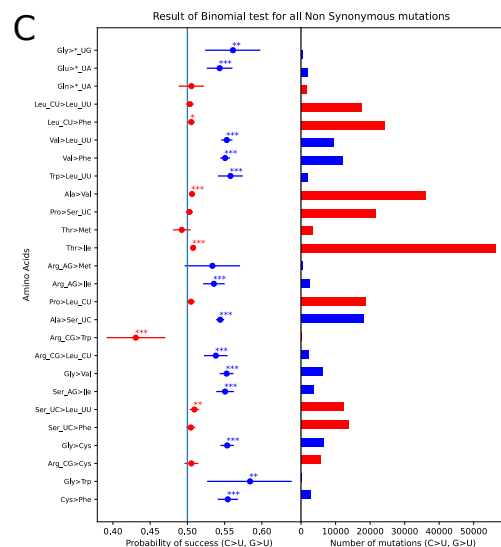 C
Result of Binomial test for all Non Synonymous mutations
Amino Acids
Gly>*_UG **
Glu>*_UA ***
Gln>*_UA
Leu_CU>Leu_UU
Leu_CU>Phe *
Val>Leu_UU ***
Val>Phe ***
Trp>Leu_UU ***
Ala>Val ***
Pro>Ser_UC
Thr>Met
Thr>Ile ***
Arg_AG>Met
Arg_AG>Ile ***
Pro>Leu_CU
Ala>Ser_UC ***
Arg_CG>Trp ***
Arg_CG>Leu_CU ***
Gly>Val ***
Ser_AG>Ile ***
Ser_UC>Leu_UU **
Ser_UC>Phe
Gly>Cys ***
Arg_CG>Cys
Gly>Trp **
Cys>Phe ***
0,40 0,45 0,50 0,55 0,60 0 10000 20000 30000 40000 50000
Probability of success (C>U, G>U) Number of mutations (C>U, G>U)